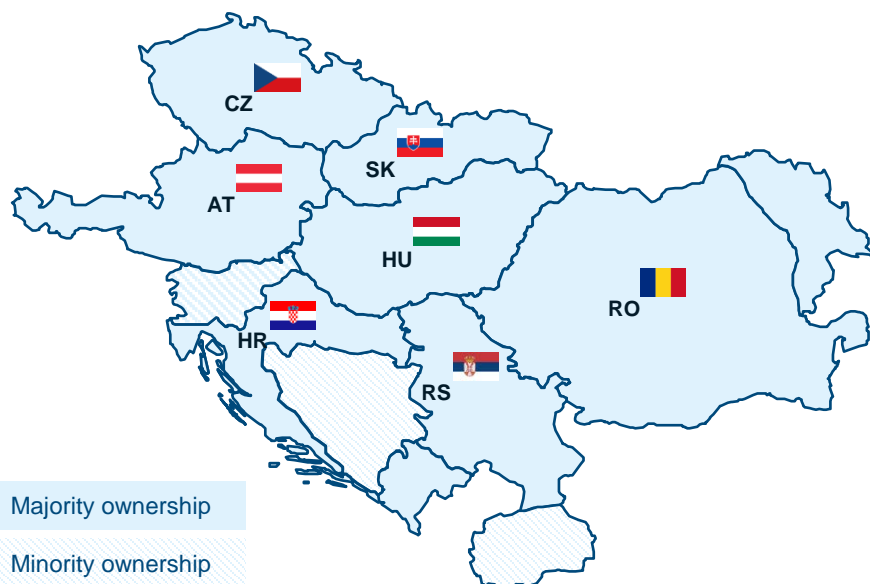 CZ
SK
AT
HU
RO
HR
RS
Majority ownership
Minority ownership